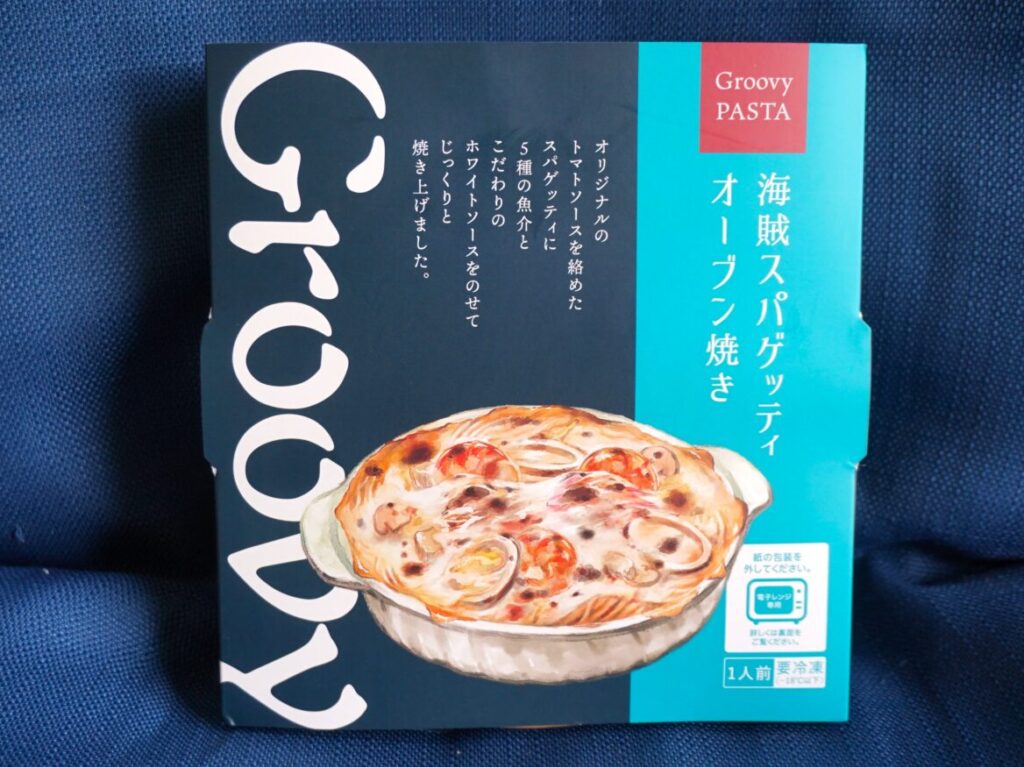 Groovy
Groovy
PASTA
海賊スパゲッティ
オーブン焼き
オリジナルの
トマトソースを絡めた
スパゲッティに
5種の魚介と
こだわりの
ホワイトソースをのせて
じっくりと
焼き上げました。
紙の包装を
外してください。
電子レンジ
専用
詳しくは裏面を
ご覧ください。
1人前 要冷凍
(−18℃以下)